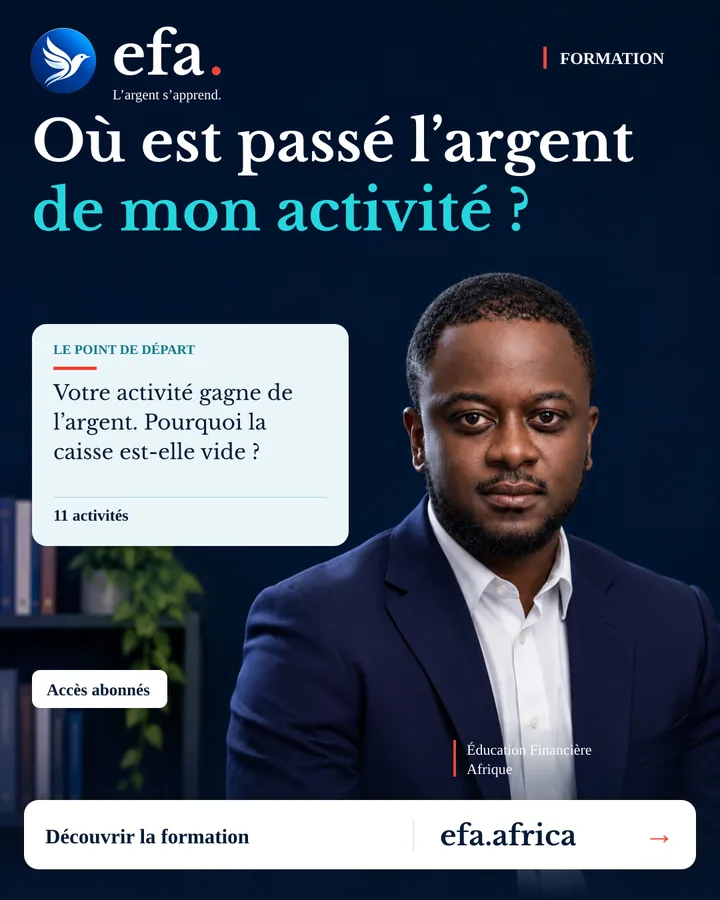 efa.
L’argent s’apprend.
FORMATION
Où est passé l’argent
de mon activité ?
LE POINT DE DÉPART
Votre activité gagne de
l’argent. Pourquoi la
caisse est-elle vide ?
11 activités
Accès abonnés
Éducation Financière
Afrique
Découvrir la formation
efa.africa →